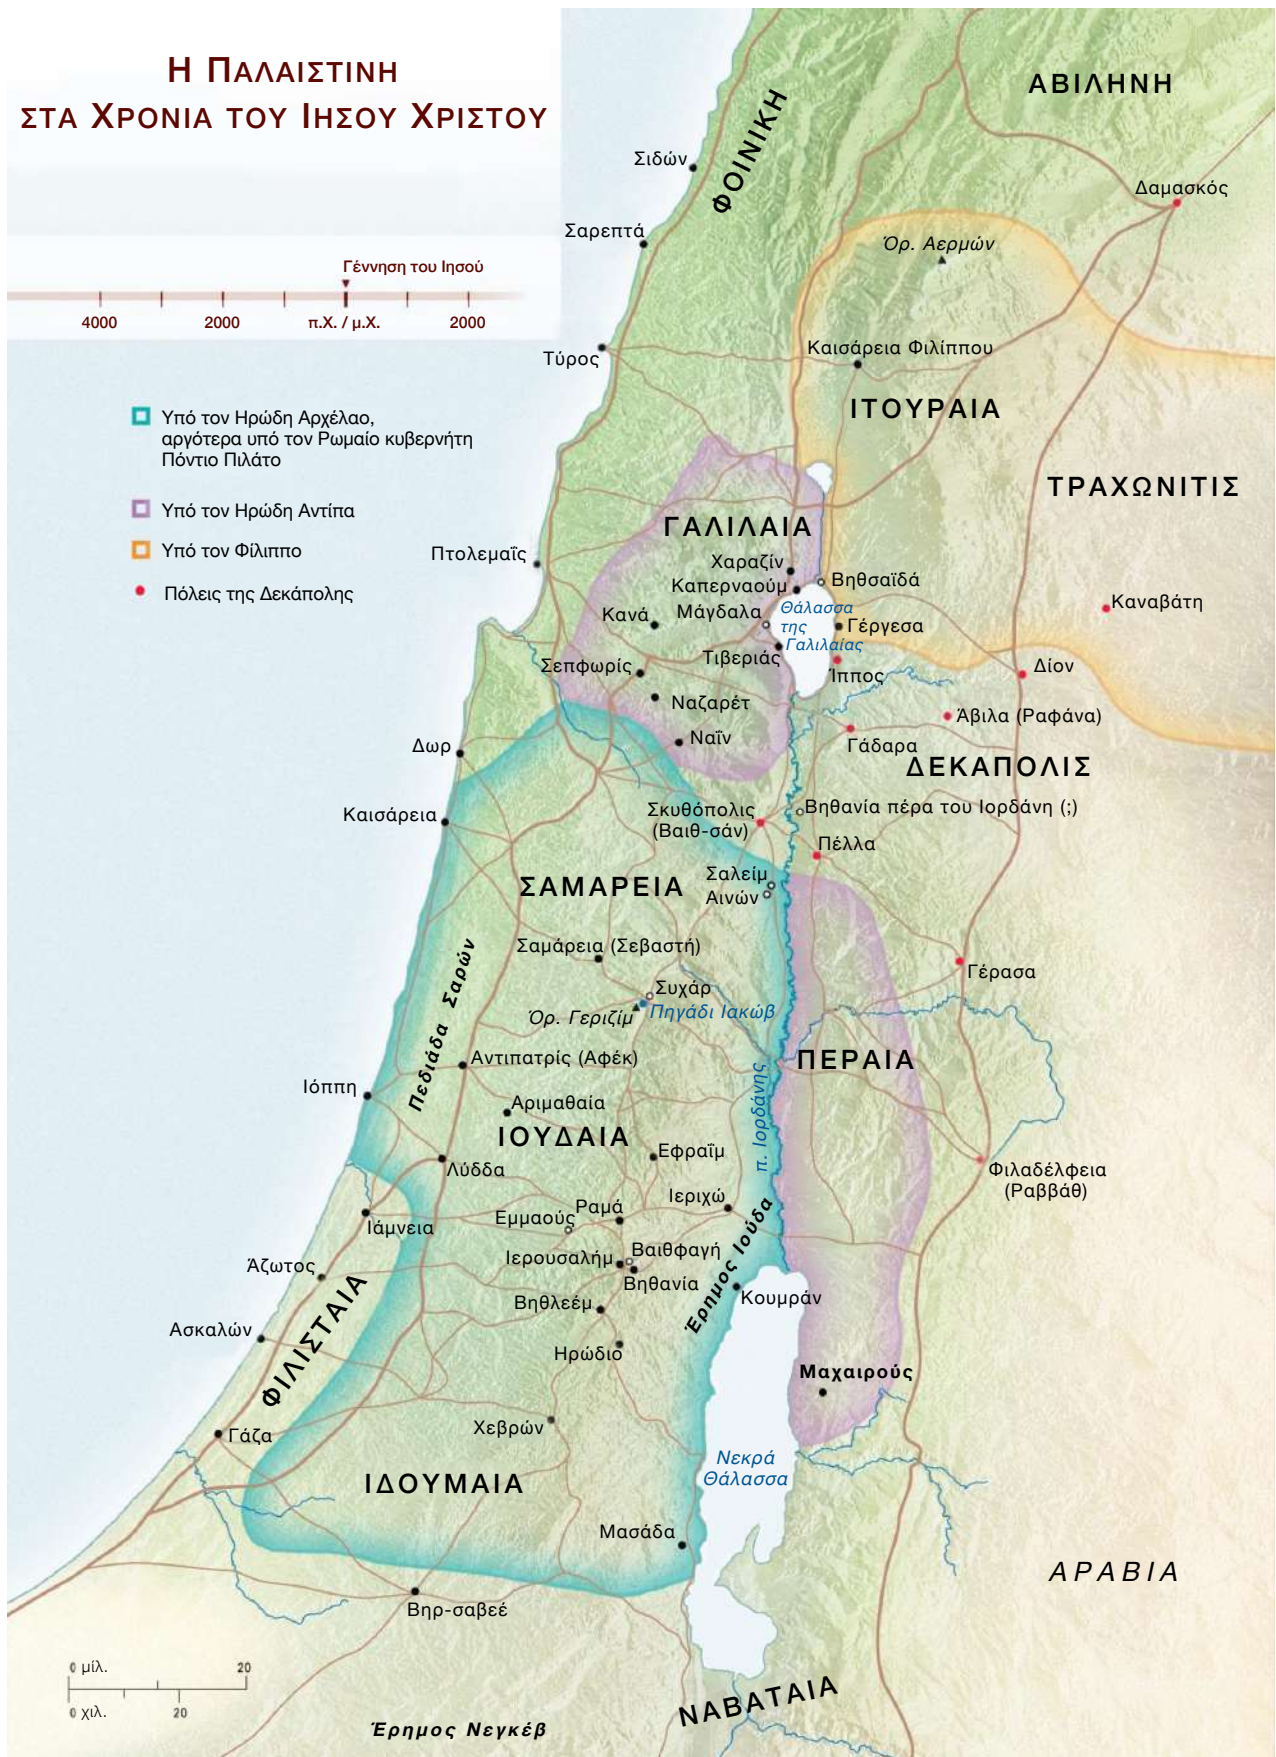 Η ΠΑΛΑΙΣΤΙΝΗ
ΣΤΑ ΧΡΟΝΙΑ ΤΟΥ ΙΗΣΟΥ ΧΡΙΣΤΟΥ
Γέννηση του Ιησού
4000 2000 π.Χ. / μ.Χ. 2000
Υπό τον Ηρώδη Αρχέλαο,
αργότερα υπό τον Ρωμαίο κυβερνήτη
Πόντιο Πιλάτο
Υπό τον Ηρώδη Αντίπα
Υπό τον Φίλιππο
Πόλεις της Δεκάπολης
ΑΒΙΛΗΝΗ
ΦΟΙΝΙΚΗ
Σιδών
Δαμασκός
Σαρεπτά
Όρ. Αερμών
Τύρος
Καισάρεια Φιλίππου
ΙΤΟΥΡΑΙΑ
ΤΡΑΧΩΝΙΤΙΣ
ΓΑΛΙΛΑΙΑ
Πτολεμαΐς
Χαραζίν
Καπερναούμ
Βηθσαϊδά
Μάγδαλα
Θάλασσα
της
Γαλιλαίας
Κανά
Γέργεσα
Καναβάτη
Τιβεριάς
Σεπφωρίς
Ίππος
Δίον
Ναζαρέτ
Άβιλα (Ραφάνα)
Ναΐν
Γάδαρα
Δωρ
ΔΕΚΑΠΟΛΙΣ
Καισάρεια
Σκυθόπολις
(Βαιθ-σάν)
Βηθανία πέρα του Ιορδάνη (;)
Πέλλα
Σαλείμ
Αινών
ΣΑΜΑΡΕΙΑ
Σαμάρεια (Σεβαστή)
Γέρασα
Πεδιάδα Σαρών
Συχάρ
Πηγάδι Ιακώβ
Όρ. Γεριζίμ
Αντιπατρίς (Αφέκ)
ΠΕΡΑΙΑ
Ιόππη
π. Ιορδάνης
Αριμαθαία
ΙΟΥΔΑΙΑ
Εφραΐμ
Λύδδα
Φιλαδέλφεια
(Ραββάθ)
Ιεριχώ
Ραμά
Εμμαούς
Ιάμνεια
Έρημος Ιούδα
Βαιθφαγή
Ιερουσαλήμ
Βηθανία
Άζωτος
Κουμράν
Βηθλεέμ
Ασκαλών
ΦΙΛΙΣΤΑΙΑ
Ηρώδιο
Μαχαιρούς
Χεβρών
Γάζα
Νεκρά
Θάλασσα
ΙΔΟΥΜΑΙΑ
Μασάδα
ΑΡΑΒΙΑ
Βηρ-σαβεέ
0 μίλ. 20
0 χιλ. 20
ΝΑΒΑΤΑΙΑ
Έρημος Νεγκέβ